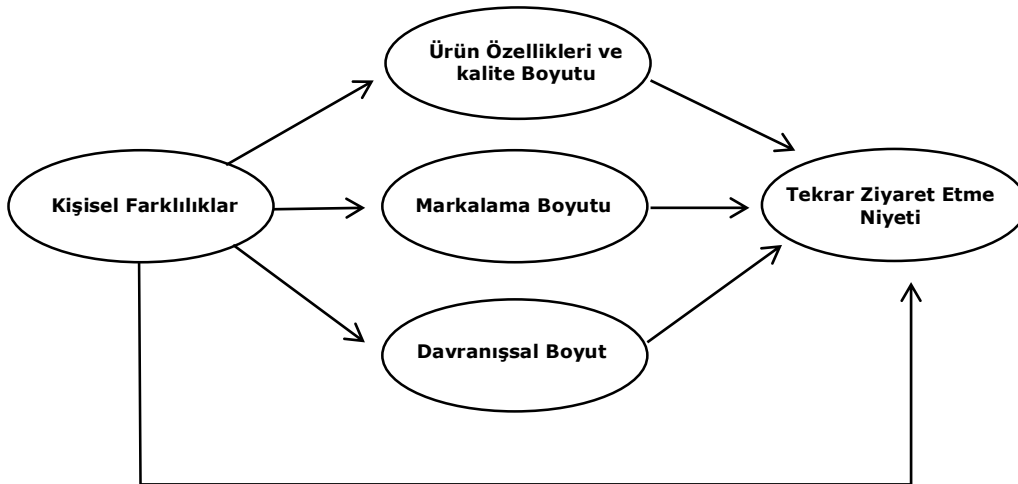 Ürün Özellikleri ve
kalite Boyutu
Kişisel Farklılıklar
Markalama Boyutu
Tekrar Ziyaret Etme
Niyeti
Davranışsal Boyut